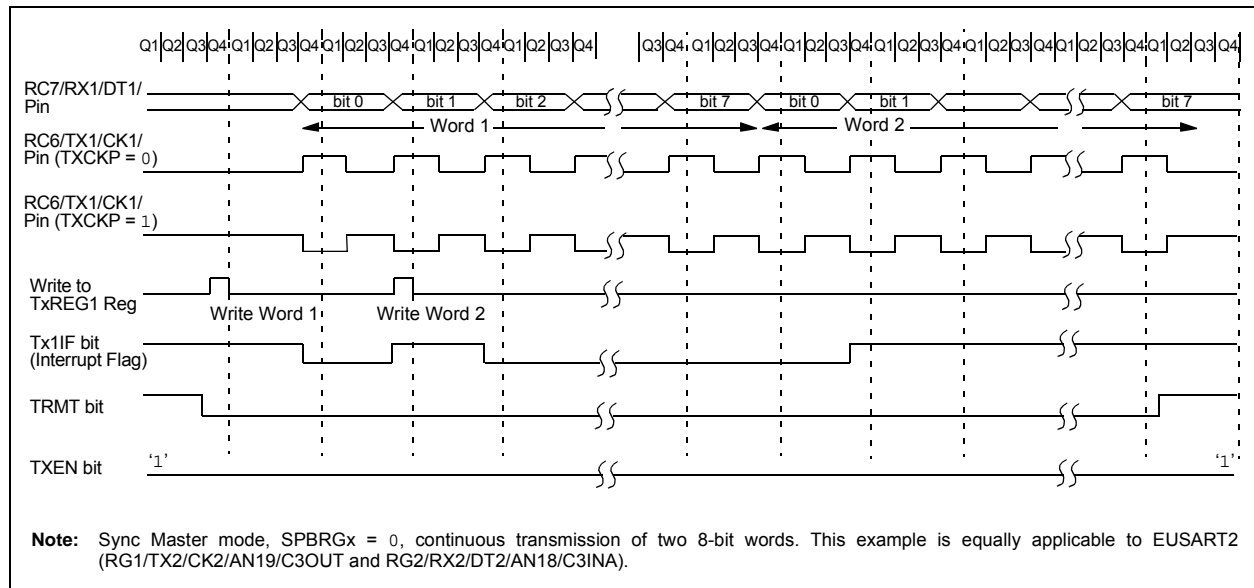 Q1 Q2 Q3 Q4 Q1 Q2 Q3 Q4 Q1 Q2 Q3 Q4 Q1 Q2 Q3 Q4 Q1 Q2 Q3 Q4 Q3 Q4 Q1 Q2 Q3 Q4 Q1 Q2 Q3 Q4 Q1 Q2 Q3 Q4 Q1 Q2 Q3 Q4 Q1 Q2 Q3 Q4 Q1 Q2 Q3 Q4
RC7/RX1/DT1/
Pin
bit 0 bit 1 bit 2 bit 7 bit 0 bit 1 bit 7
Word 1 Word 2
RC6/TX1/CK1/
Pin (TXCKP = 0)
RC6/TX1/CK1/
Pin (TXCKP = 1)
Write to
TxREG1 Reg
Write Word 1 Write Word 2
Tx1IF bit
(Interrupt Flag)
TRMT bit
TXEN bit
‘1’ ‘1’
Note: Sync Master mode, SPBRGx = 0, continuous transmission of two 8-bit words. This example is equally applicable to EUSART2
(RG1/TX2/CK2/AN19/C3OUT and RG2/RX2/DT2/AN18/C3INA).